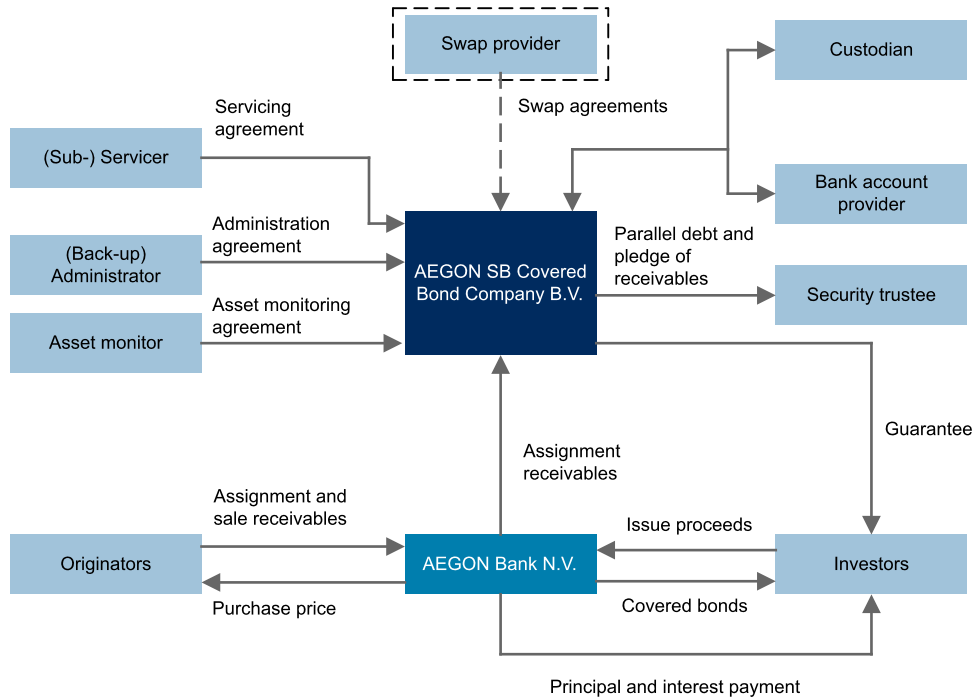 Swap provider
Custodian
Swap agreements
Servicing
agreement
(Sub-) Servicer
Bank account
provider
Administration
agreement
(Back-up)
Administrator
AEGON SB Covered
Bond Company B.V.
Parallel debt and
pledge of
receivables
Security trustee
Asset monitoring
agreement
Asset monitor
Guarantee
Assignment
receivables
Assignment and
sale receivables
Issue proceeds
Originators
AEGON Bank N.V.
Investors
Purchase price
Covered bonds
Principal and interest payment